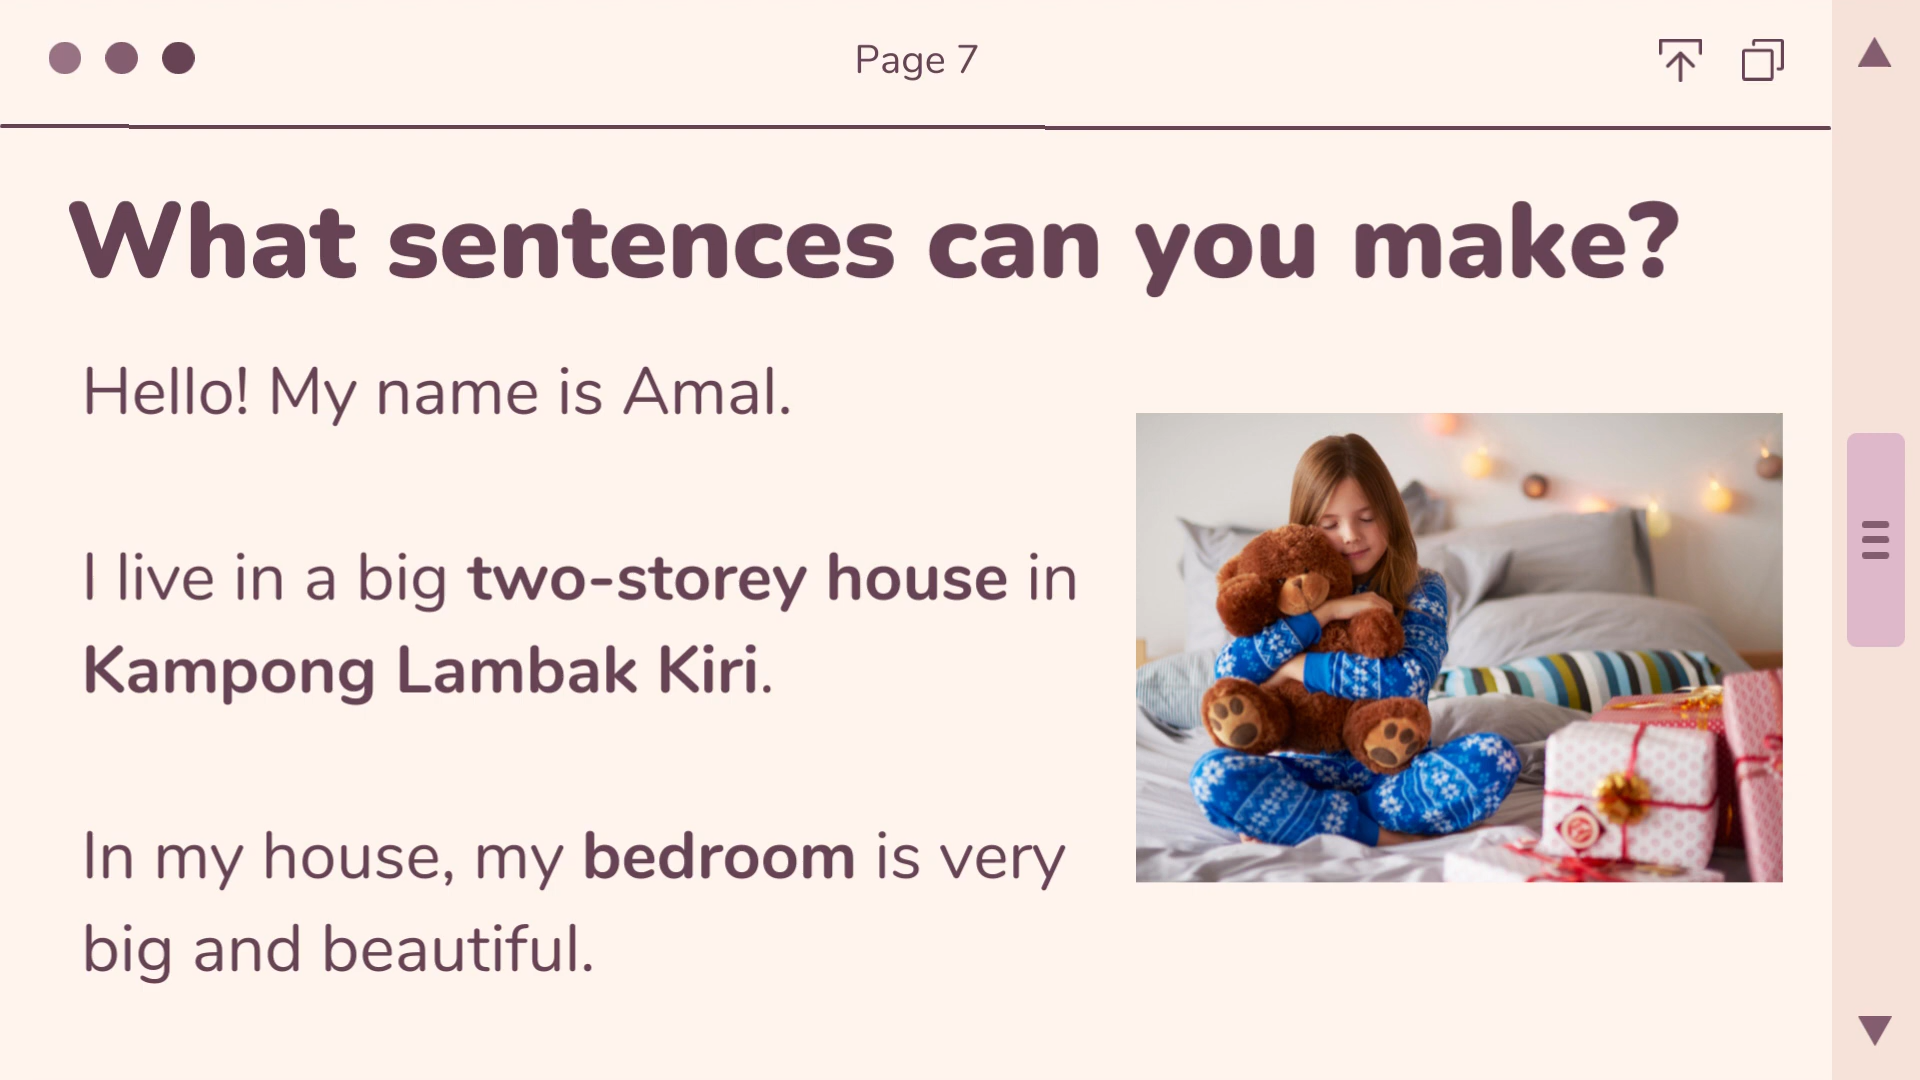 Page 7
What sentences can you make?
Hello! My name is Amal.
I live in a big two-storey house in
Kampong Lambak Kiri.
In my house, my bedroom is very
big and beautiful.